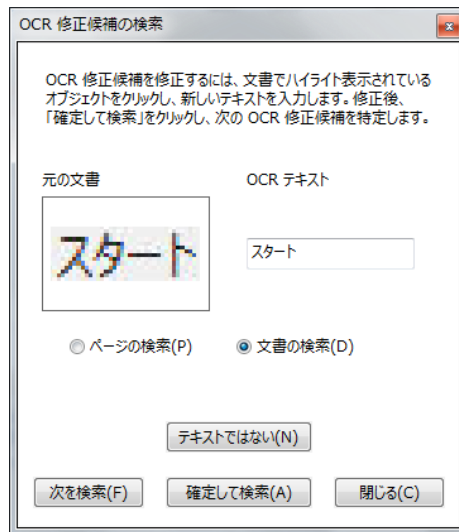 OCR 修正候補の検索
OCR 修正候補を修正するには、文書でハイライト表示されている
オブジェクトをクリックし、新しいテキストを入力します。修正後、
「確定して検索」をクリックし、次の OCR 修正候補を特定します。
元の文書
OCR テキスト
スタート
スタート
ページの検索(P)
文書の検索(D)
テキストではない(N)
次を検索(F)
確定して検索(A)
閉じる(C)